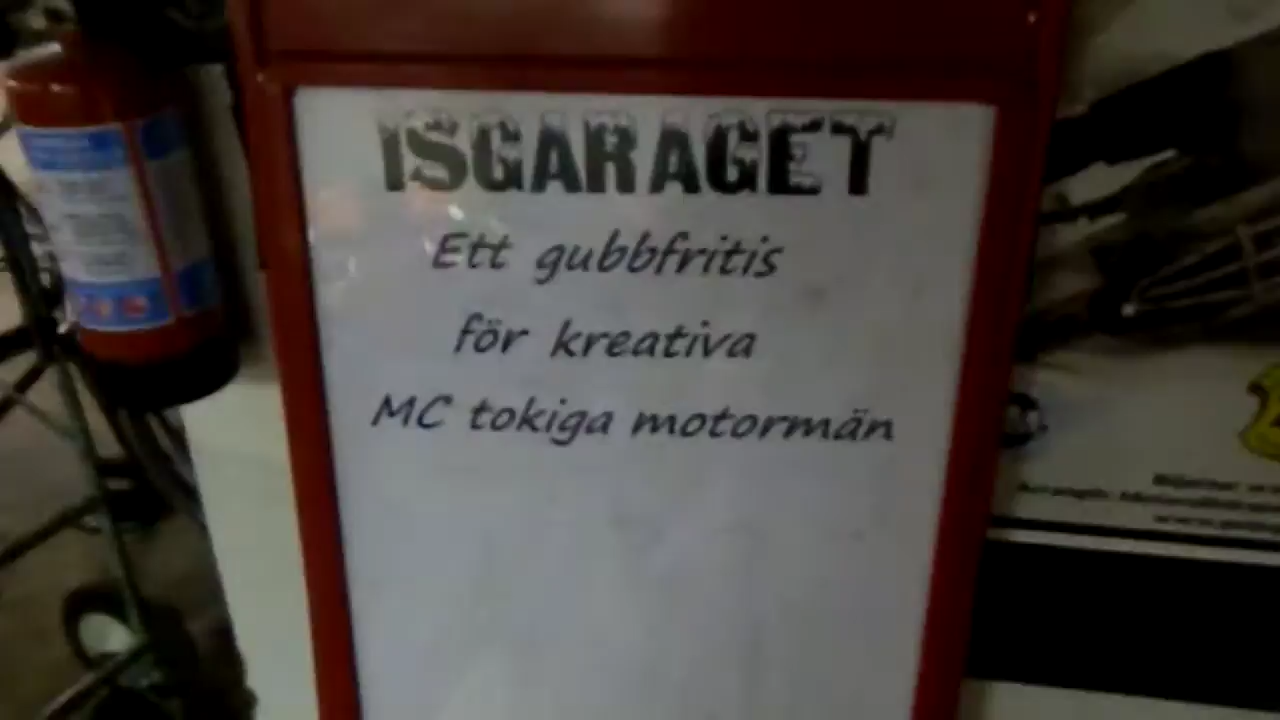 ISGARAGET
Ett gubbfritis
för kreativa
MC tokiga motormän